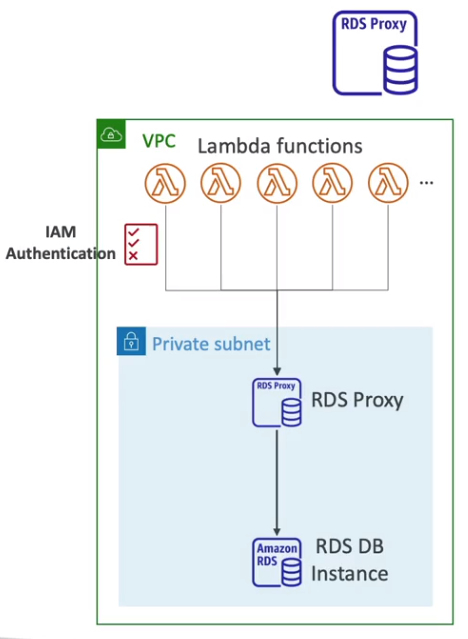 RDS Proxy
VPC
Lambda functions
...
IAM
Authentication
Private subnet
RDS Proxy
RDS Proxy
Amazon
RDS
RDS DB
Instance